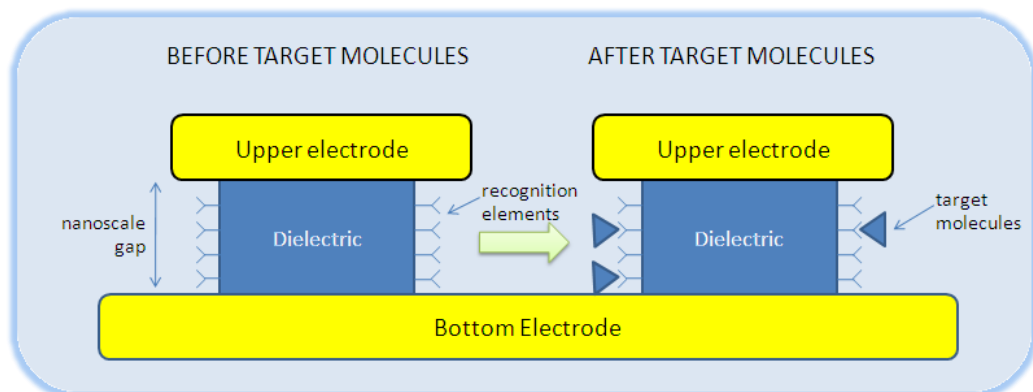 BEFORE TARGET MOLECULES
AFTER TARGET MOLECULES
Upper electrode
Upper electrode
nanoscale
gap
Dielectric
recognition
elements
Dielectric
target
molecules
Bottom Electrode